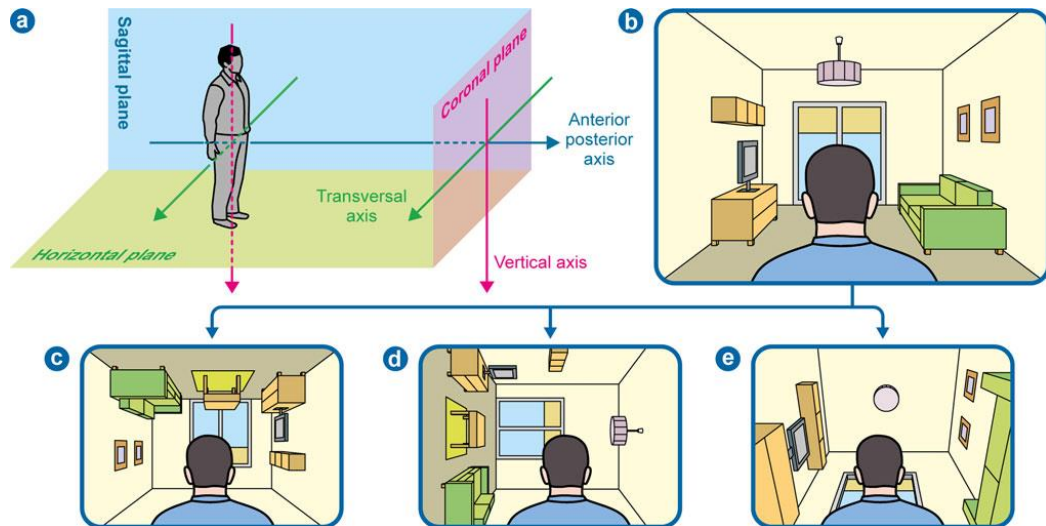 a
Sagittal plane
Coronal plane
Anterior
posterior
axis
Transversal
axis
Horizontal plane
Vertical axis
b
c
d
e